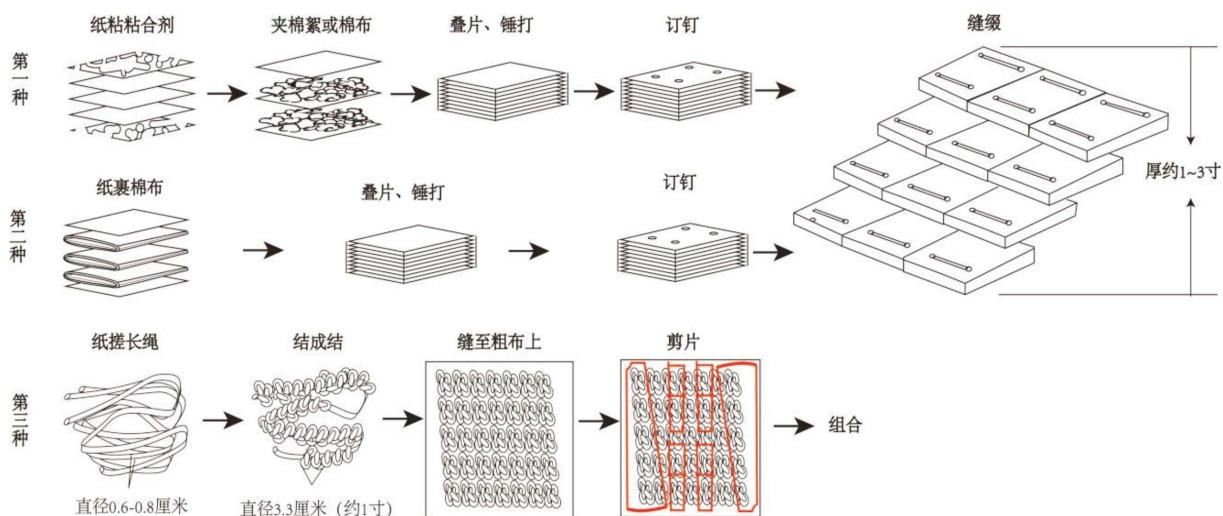 第一种
纸粘粘合剂
夹棉絮或棉布
叠片、锤打
订钉
缝缀
厚约1~3寸
第二种
纸裹棉布
叠片、锤打
订钉
第三种
纸搓长绳
结成结
缝至粗布上
剪片
组合
直径0.6-0.8厘米
直径3.3厘米（约1寸）